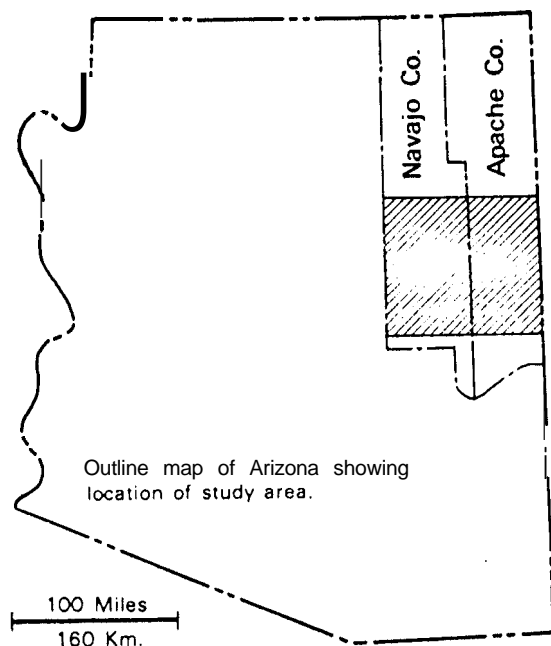 Navajo Co.
Apache Co.
Outline map of Arizona showing
location of study area.
100 Miles
160 Km.